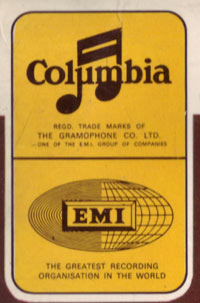 Columbia
REGD. TRADE MARKS OF
THE GRAMOPHONE CO. LTD.
—ONE OF THE E.M.I. GROUP OF COMPANIES
EMI
THE GREATEST RECORDING
ORGANISATION IN THE WORLD